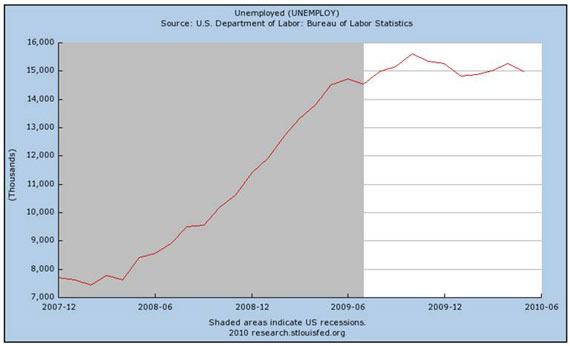 Unemployed (UNEMPLOY)
Source: U.S. Department of Labor: Bureau of Labor Statistics
16,000
15,000
14,000
13,000
12,000
11,000
10,000
9,000
8,000
7,000
(Thousands)
2007-12 2008-06 2008-12 2009-06 2009-12 2010-06
Shaded areas indicate US recessions.
2010 research.stlouisfed.org